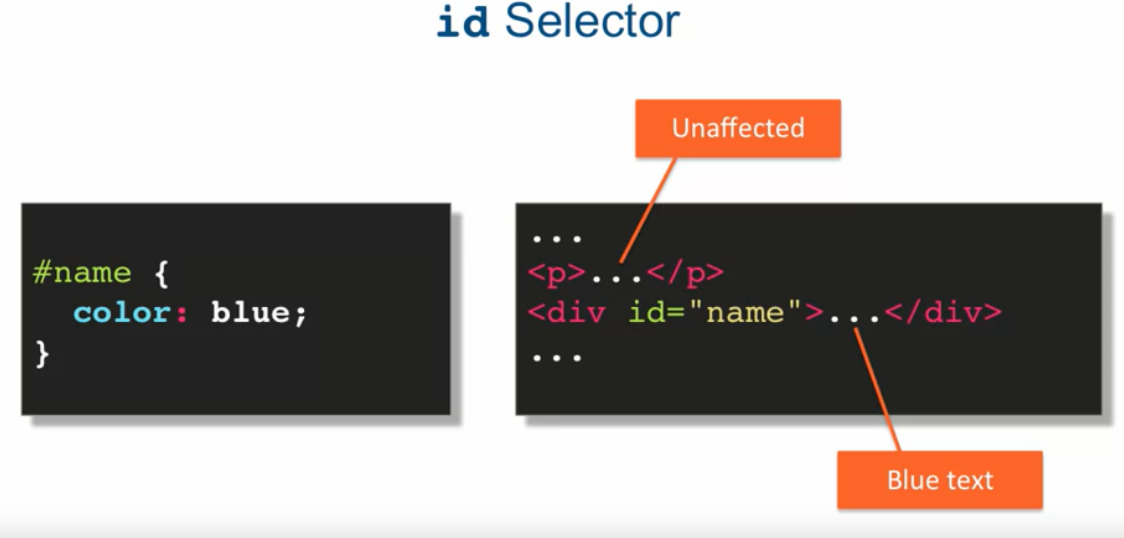 id Selector
Unaffected
#name {
  color: blue;
}
...
<p>...</p>
<div id="name">...</div>
...
Blue text